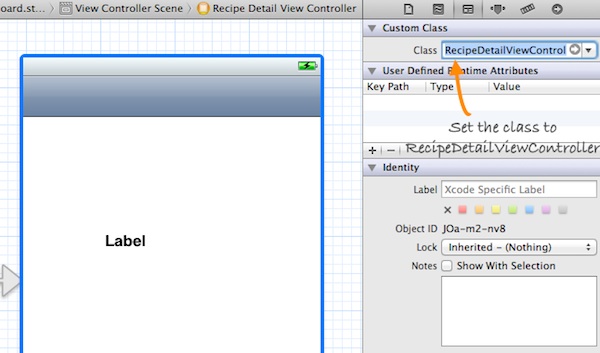 oard.st... View Controller Scene Recipe Detail View Controller
Label
Custom Class
Class RecipeDetailViewControl
User Defined Runtime Attributes
Key Path Type Value
Set the class to
RecipeDetailViewController
+ −
Identity
Label Xcode Specific Label
Object ID JOa-m2-nv8
Lock Inherited - (Nothing)
Notes Show With Selection